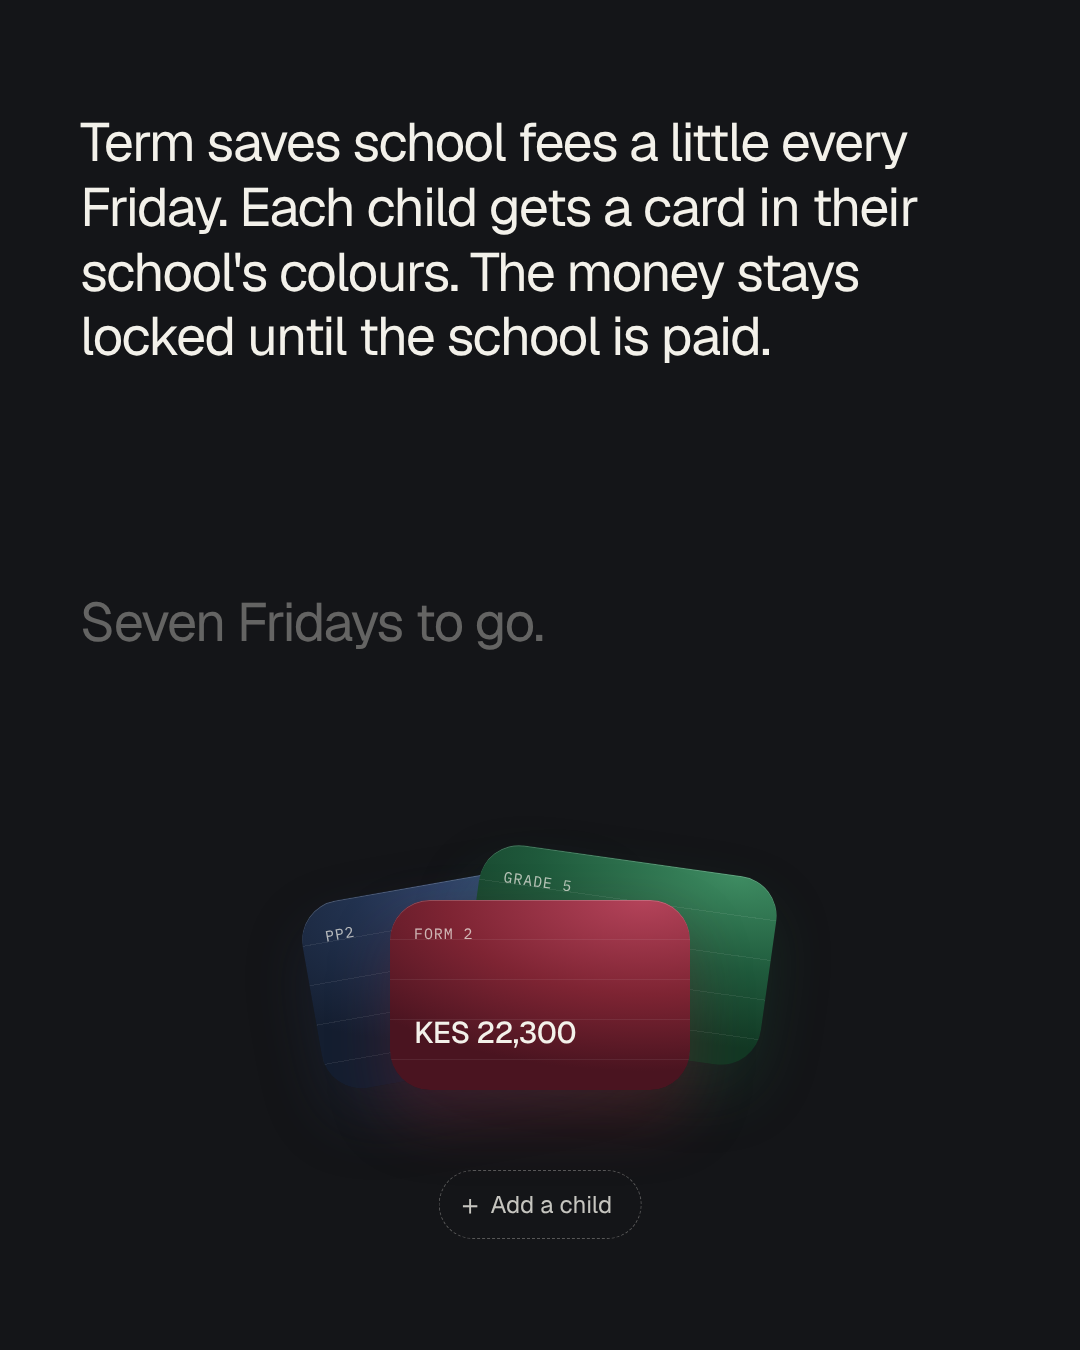 Term saves school fees a little every
Friday. Each child gets a card in their
school's colours. The money stays
locked until the school is paid.
Seven Fridays to go.
GRADE 5
PP2
FORM 2
KES 22,300
+ Add a child